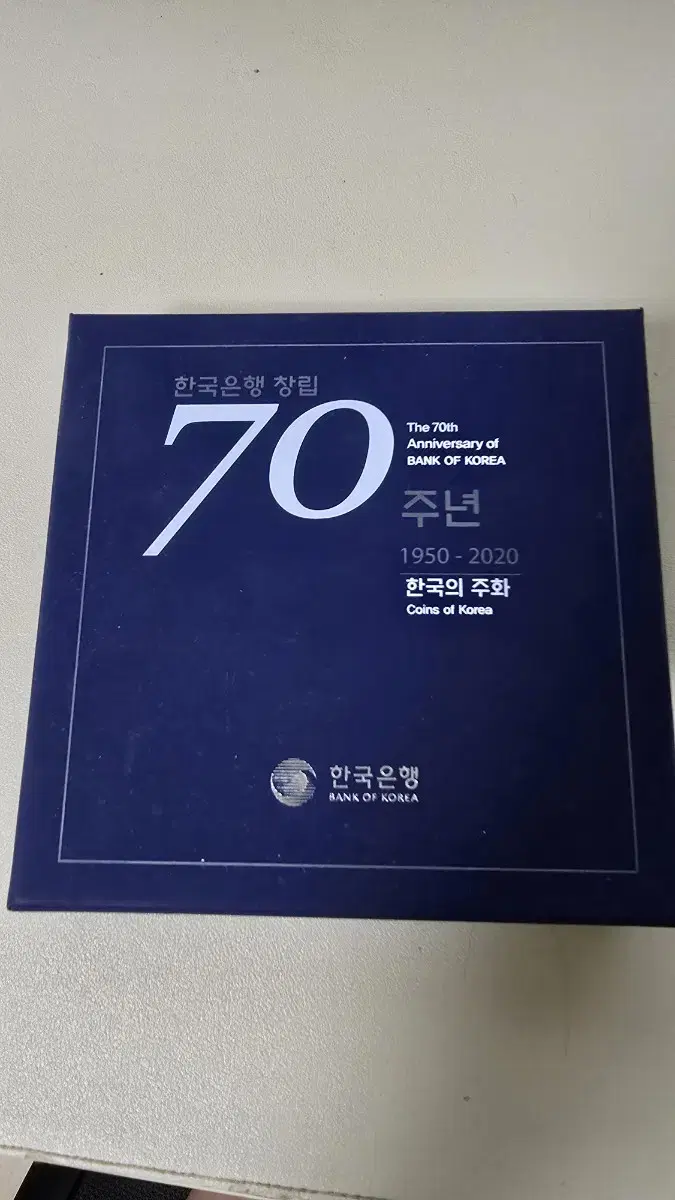 한국은행 창립
70
The 70th
Anniversary of
BANK OF KOREA
주년
1950 - 2020
한국의 주화
Coins of Korea
한국은행
BANK OF KOREA